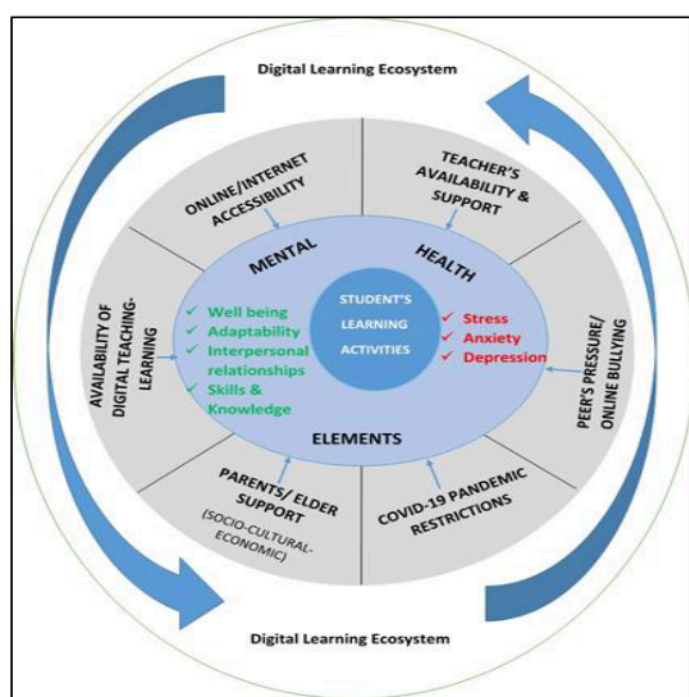 Digital Learning Ecosystem
ONLINE/INTERNET
ACCESSIBILITY
TEACHER'S
AVAILABILITY &
SUPPORT
AVAILABILITY OF
DIGITAL TEACHING-
LEARNING
PEER'S PRESSURE/
ONLINE BULLYING
PARENTS/ ELDER
SUPPORT
(SOCIO-CULTURAL-
ECONOMIC)
COVID-19 PANDEMIC
RESTRICTIONS
MENTAL
HEALTH
ELEMENTS
✓ Well being
✓ Adaptability
✓ Interpersonal
relationships
✓ Skills &
Knowledge
STUDENT'S
LEARNING
ACTIVITIES
✓ Stress
✓ Anxiety
✓ Depression
Digital Learning Ecosystem